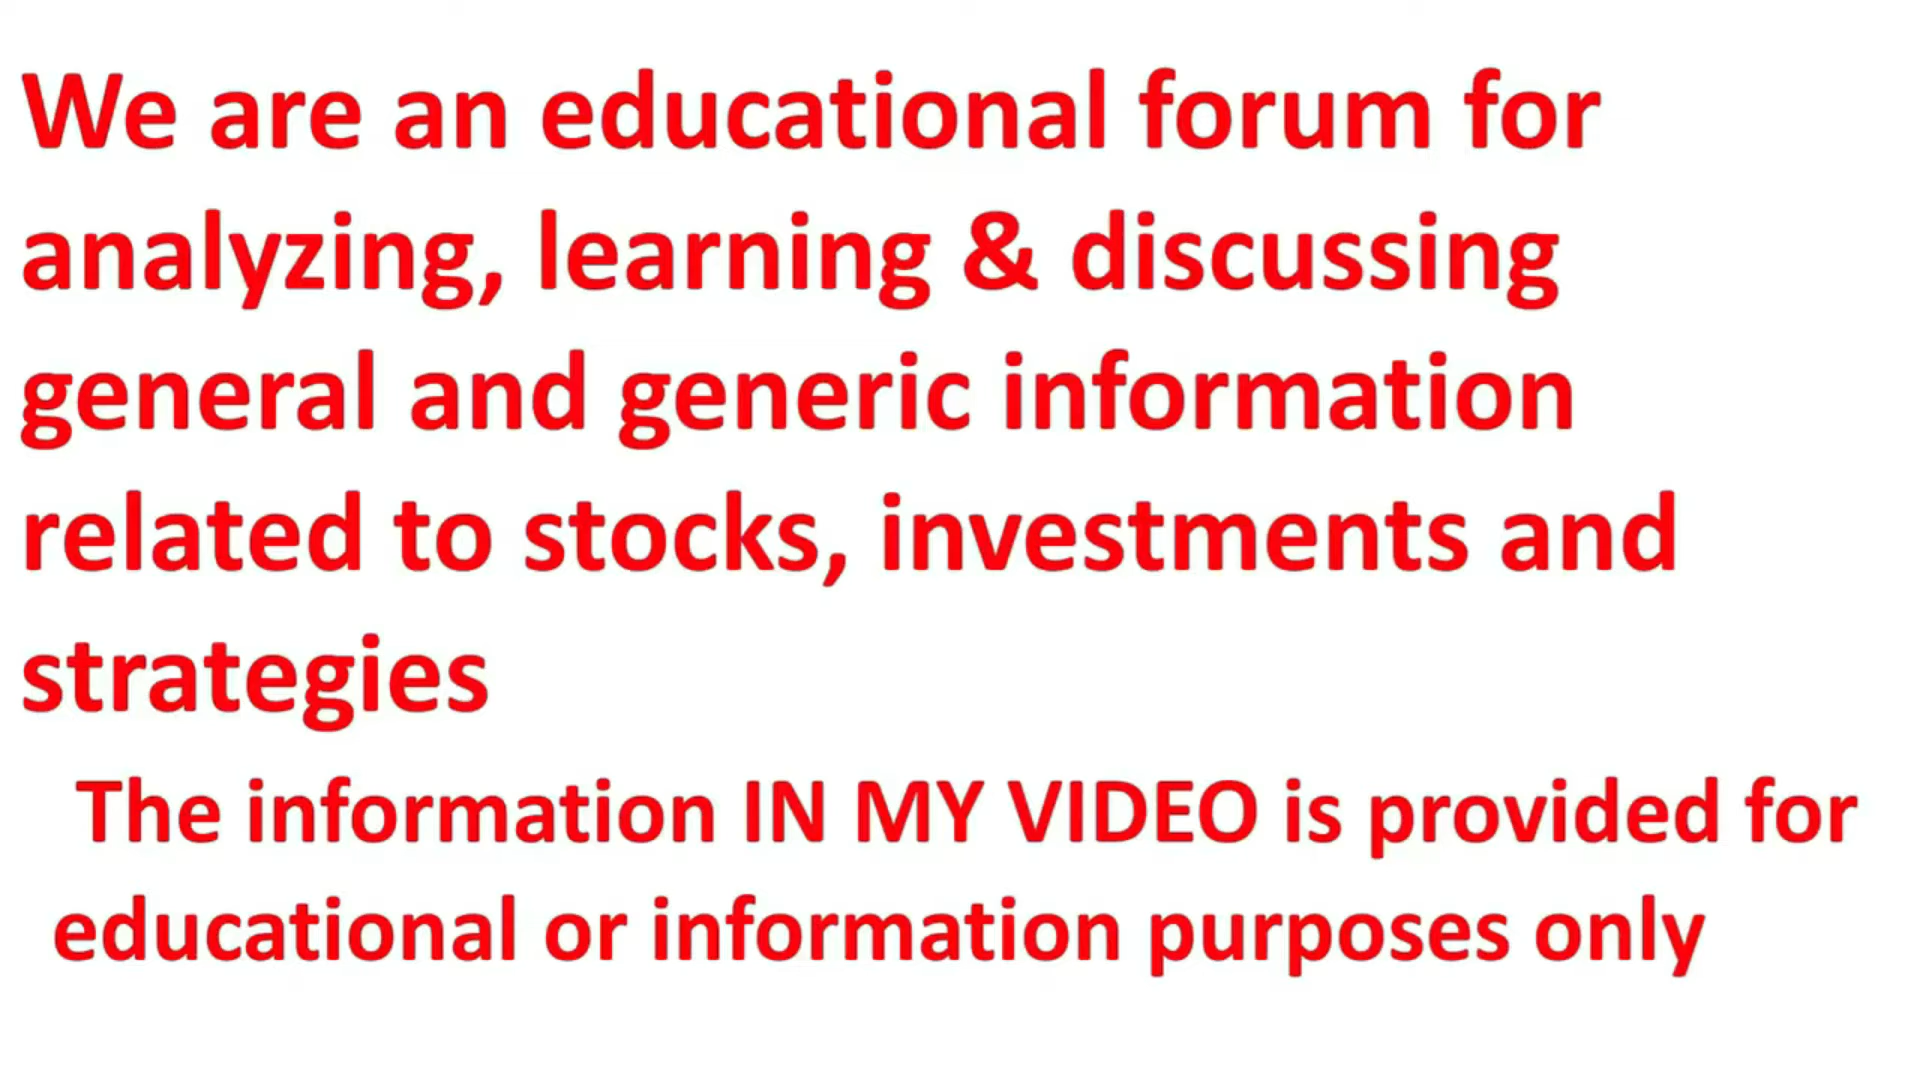 We are an educational forum for
analyzing, learning & discussing
general and generic information
related to stocks, investments and
strategies
The information IN MY VIDEO is provided for
educational or information purposes only